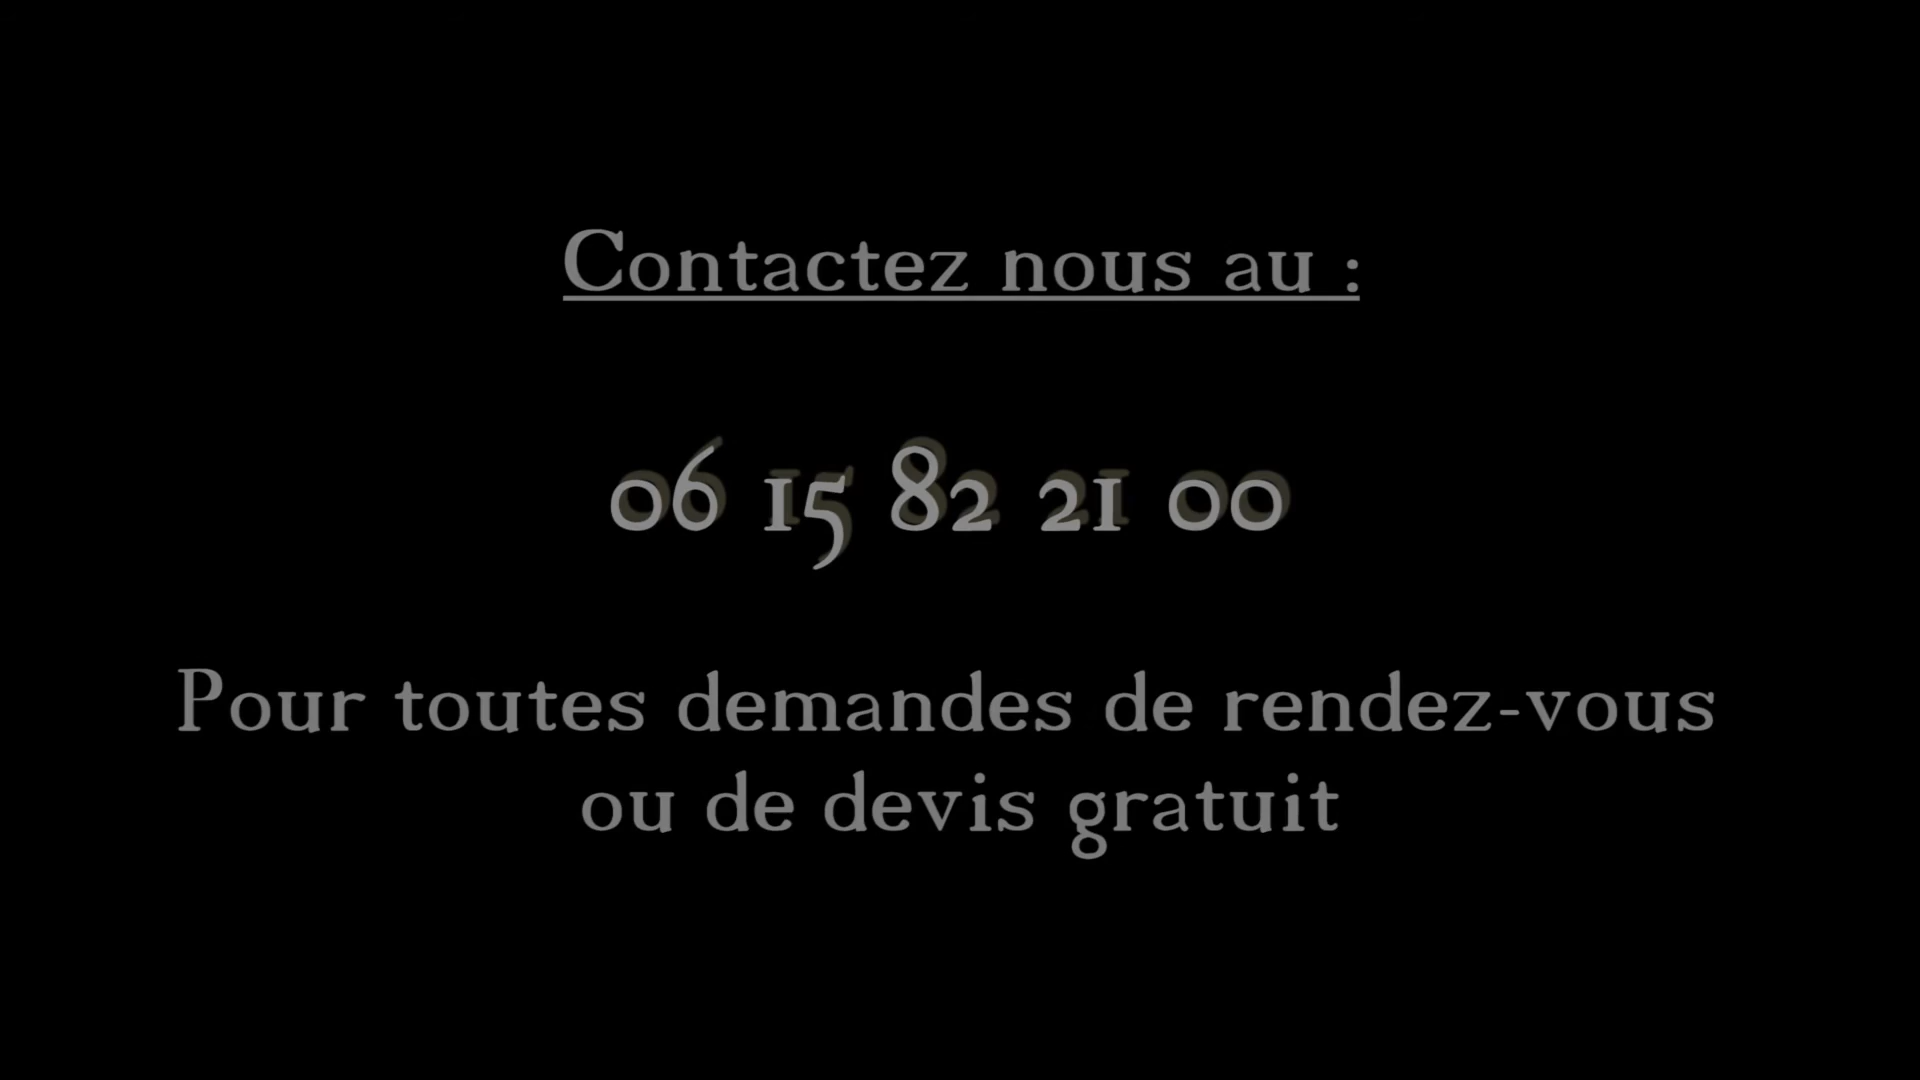 Contactez nous au :
06 15 82 21 00
Pour toutes demandes de rendez-vous
ou de devis gratuit